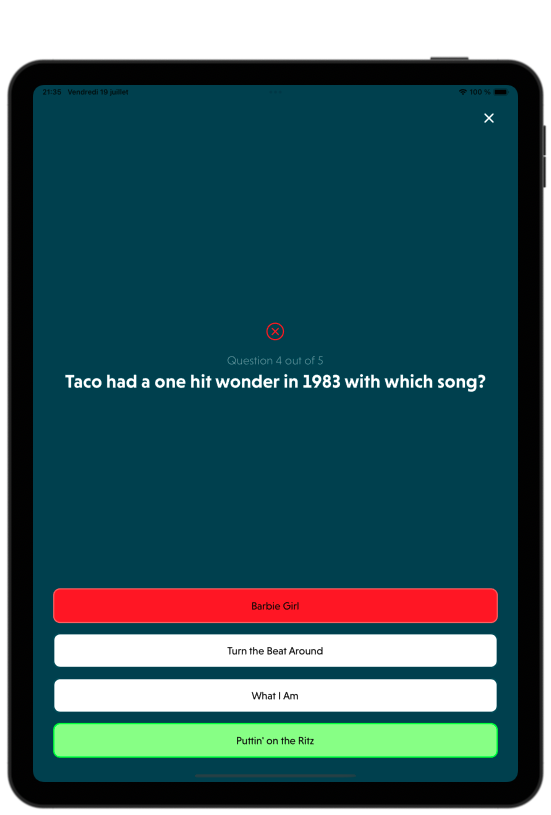 21:35 Vendredi 19 juillet
100 %
Question 4 out of 5
Taco had a one hit wonder in 1983 with which song?
Barbie Girl
Turn the Beat Around
What I Am
Puttin' on the Ritz